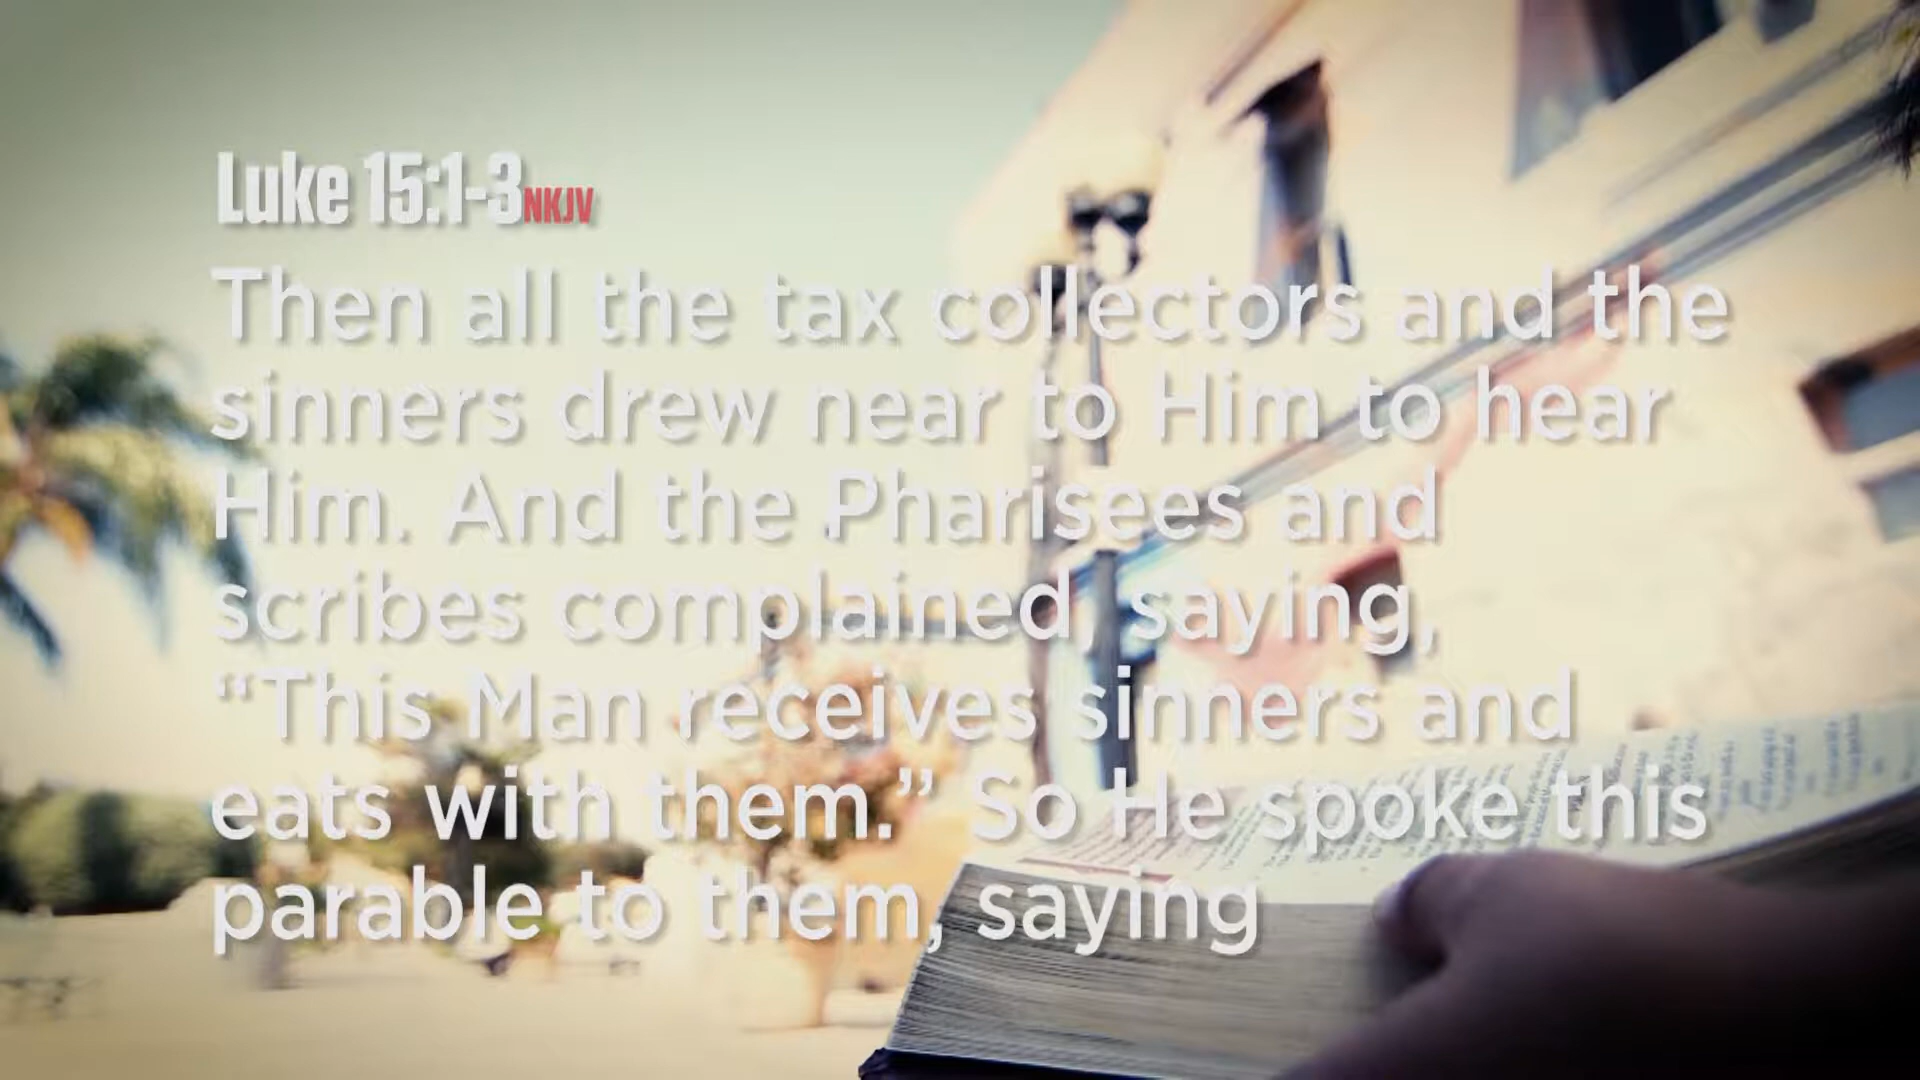 Luke 15:1-3NKJV
Then all the tax collectors and the
sinners drew near to Him to hear
Him. And the Pharisees and
scribes complained, saying,
“This Man receives sinners and
eats with them.” So He spoke this
parable to them, saying